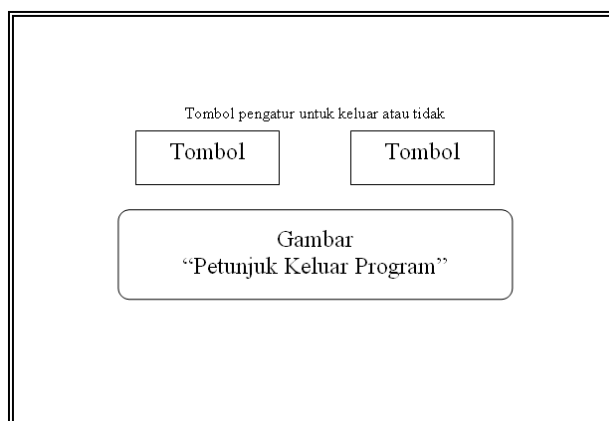 Tombol pengatur untuk keluar atau tidak
Tombol Tombol
Gambar
“Petunjuk Keluar Program”